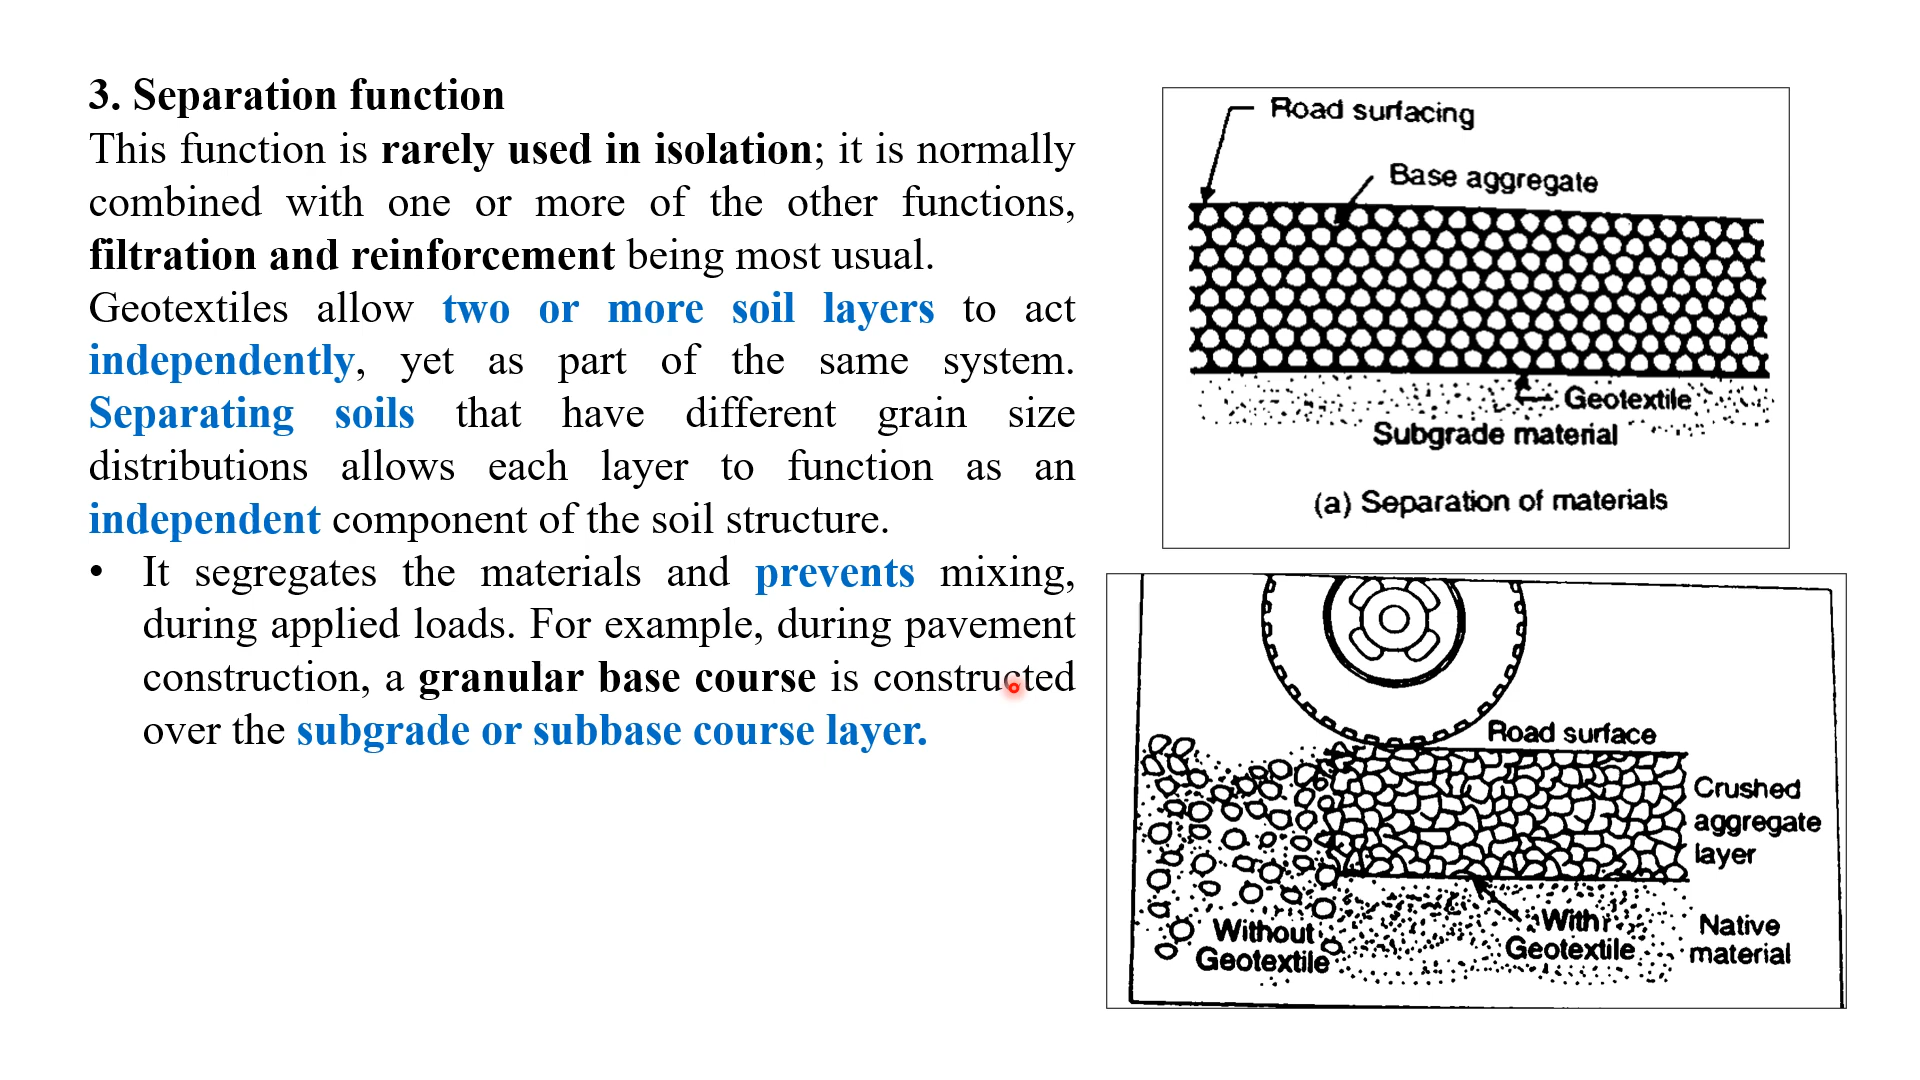 3. Separation function
This function is rarely used in isolation; it is normally
combined with one or more of the other functions,
filtration and reinforcement being most usual.
Geotextiles allow two or more soil layers to act
independently, yet as part of the same system.
Separating soils that have different grain size
distributions allows each layer to function as an
independent component of the soil structure.
• It segregates the materials and prevents mixing,
during applied loads. For example, during pavement
construction, a granular base course is constructed
over the subgrade or subbase course layer.
Road surfacing
Base aggregate
Geotextile
Subgrade material
(a) Separation of materials
Road surface
Crushed
aggregate
layer
Without
Geotextile
With
Geotextile
Native
material